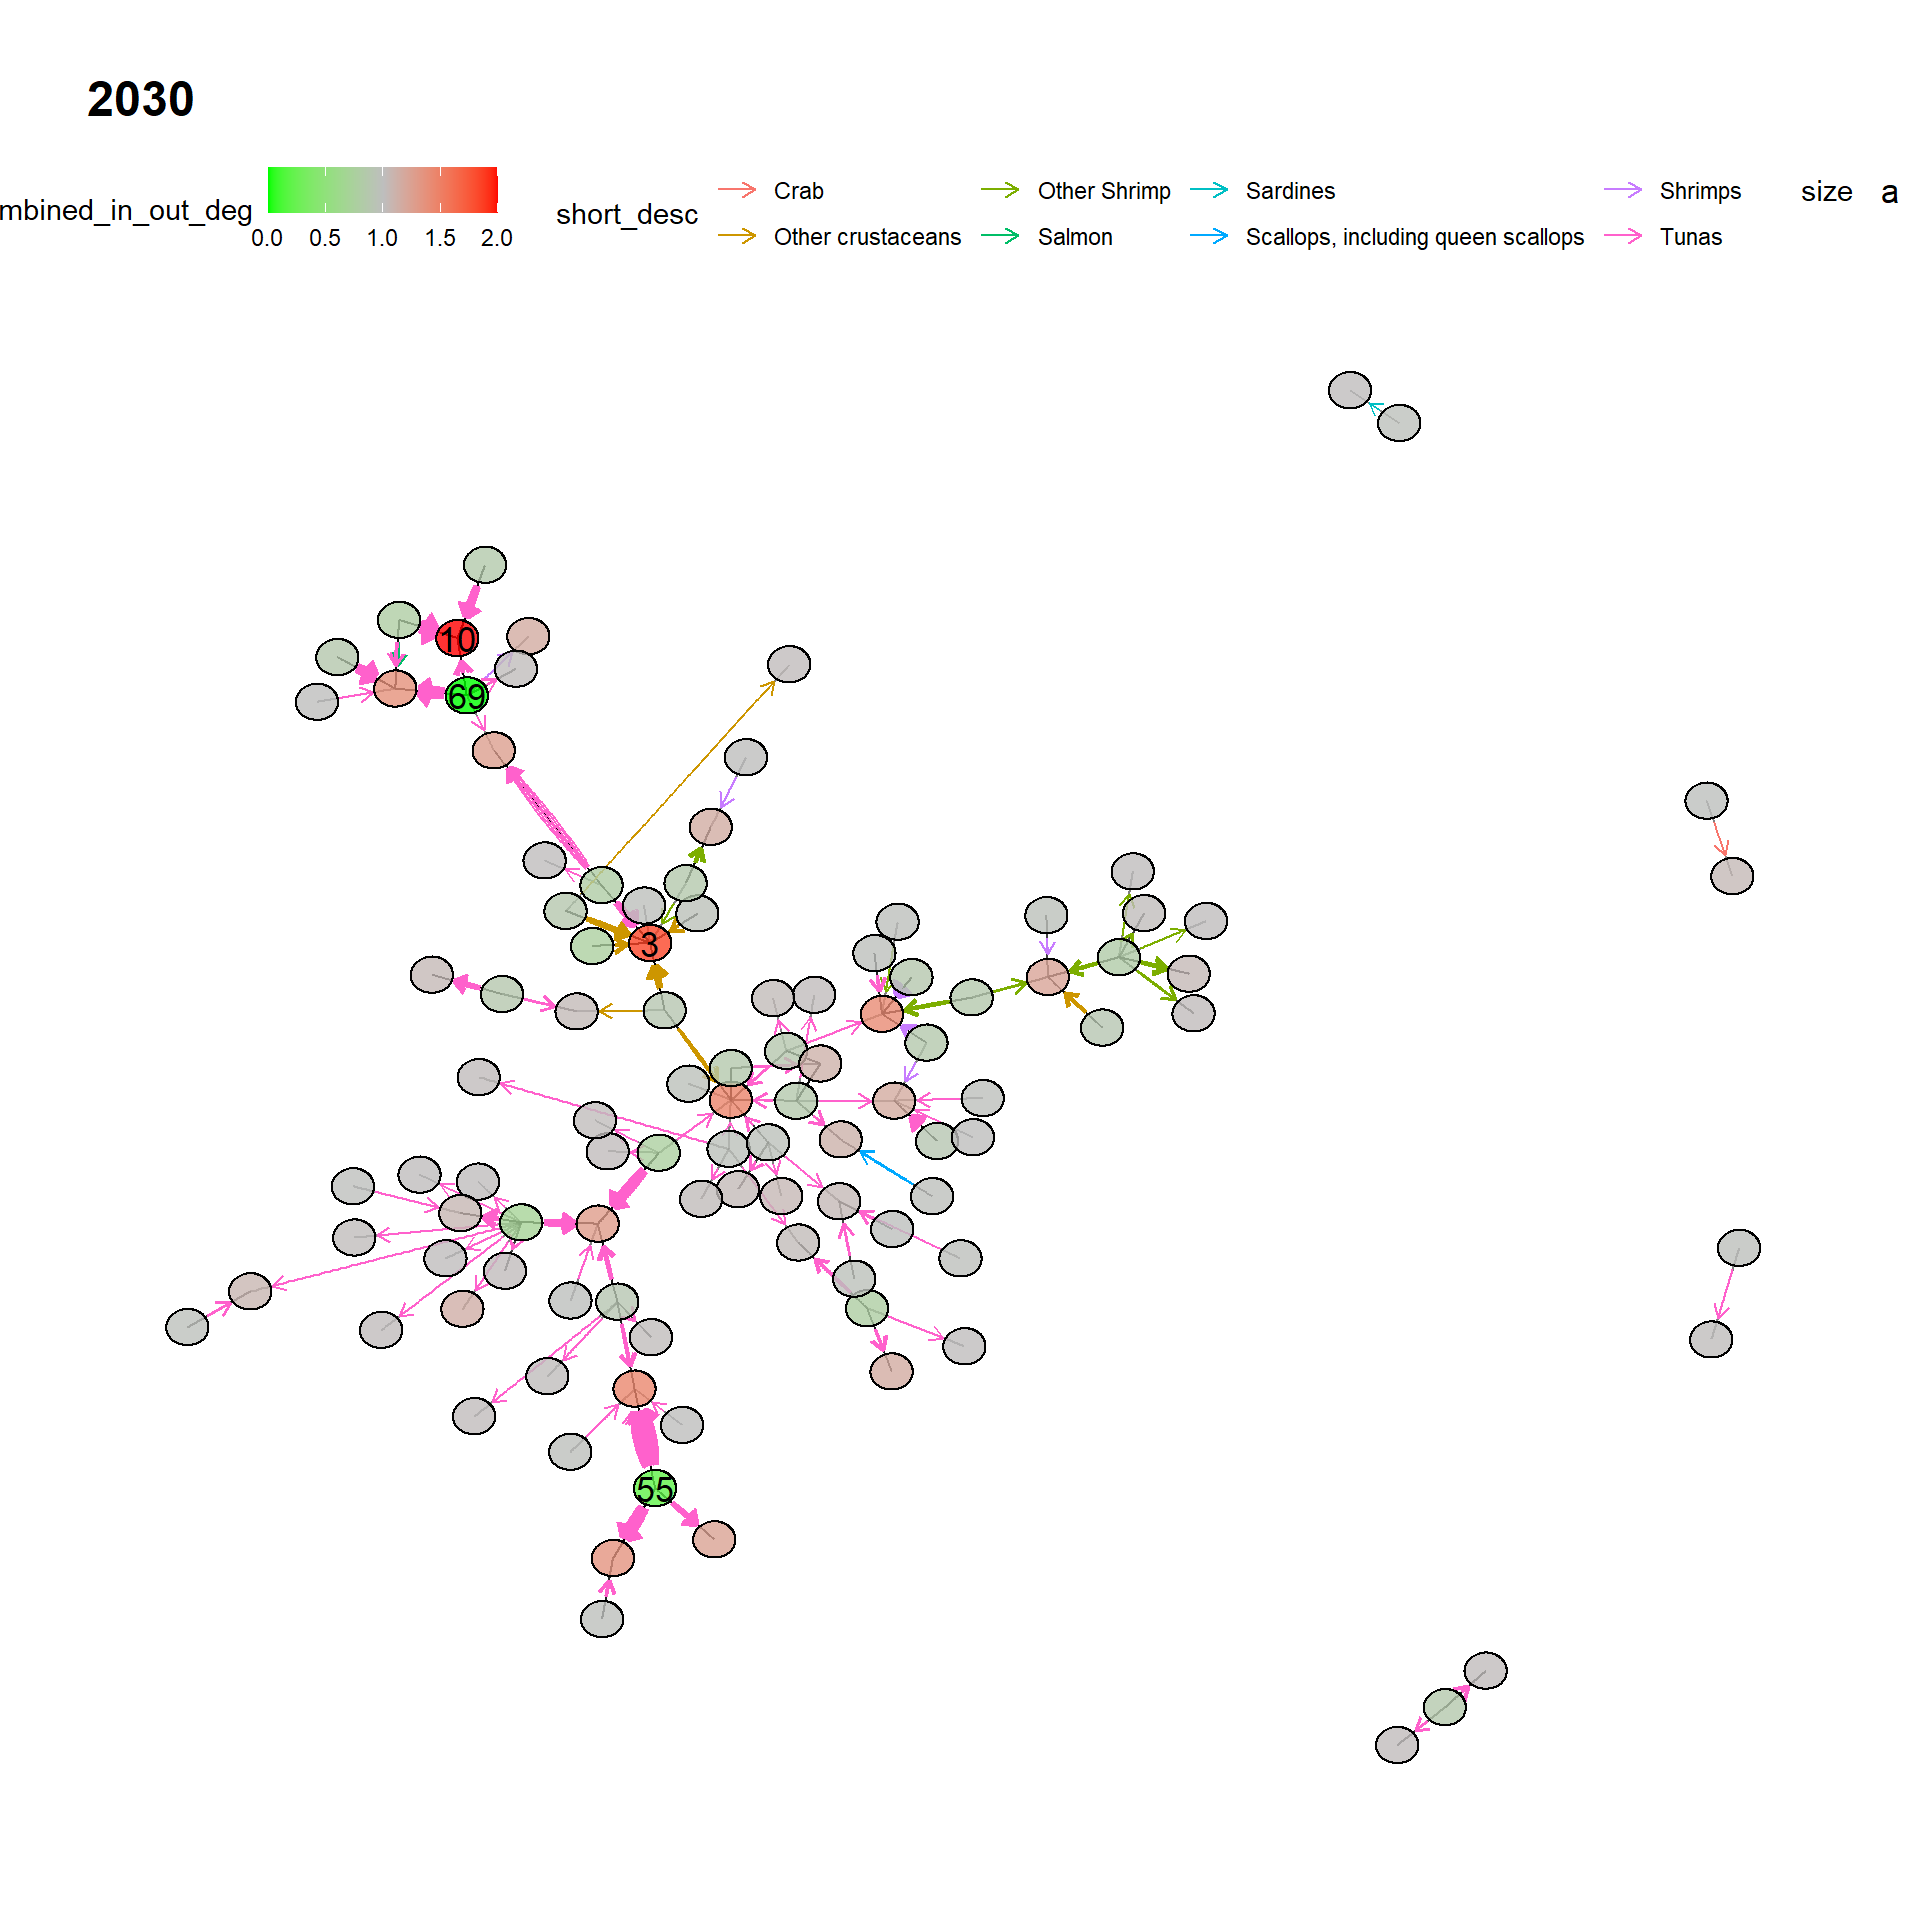 2030
mbined_in_out_deg
0.0 0.5 1.0 1.5 2.0
short_desc
Crab
Other crustaceans
Other Shrimp
Salmon
Sardines
Scallops, including queen scallops
Shrimps
Tunas
size a
10
69
3
55